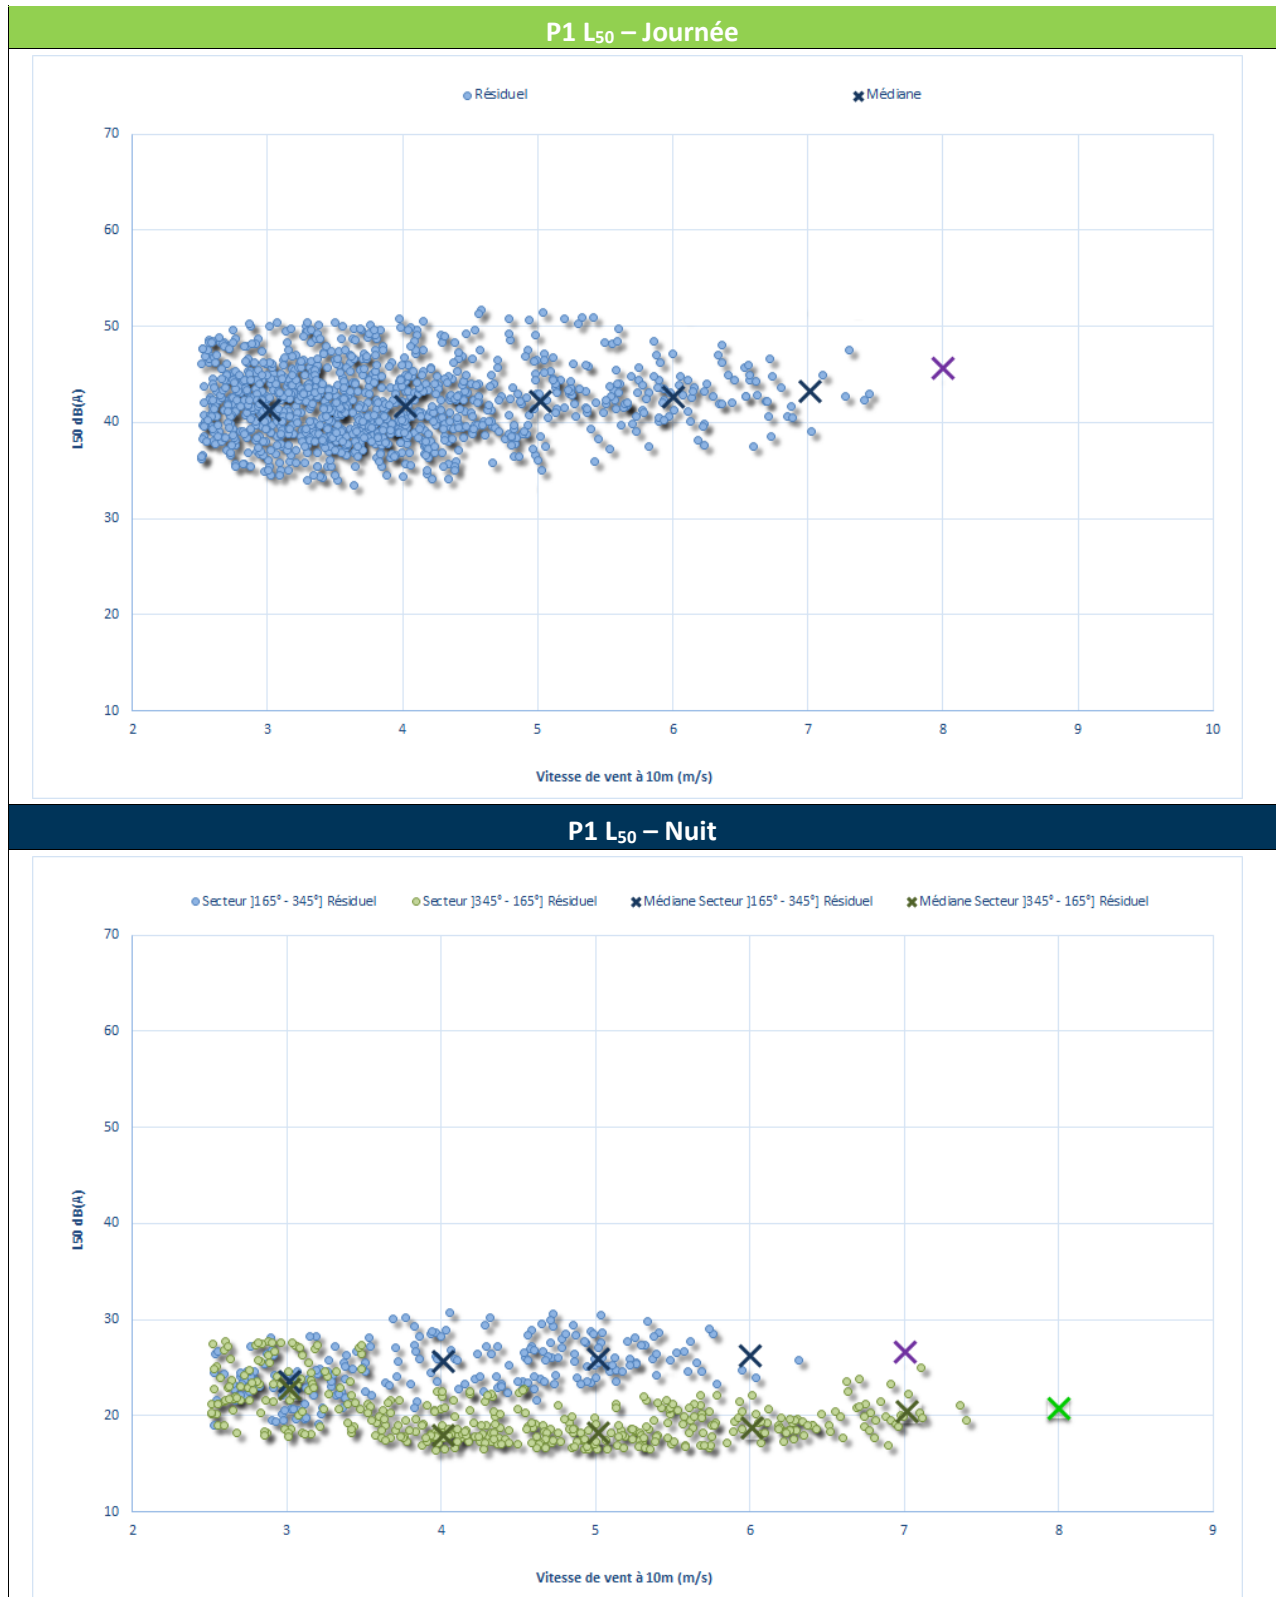 P1 L50 – Journée
Résiduel Médiane
70
60
50
40
30
20
10
L50 dB(A)
2 3 4 5 6 7 8 9 10
Vitesse de vent à 10m (m/s)
P1 L50 – Nuit
Secteur ]165° - 345°] Résiduel Secteur ]345° - 165°] Résiduel Médiane Secteur ]165° - 345°] Résiduel Médiane Secteur ]345° - 165°] Résiduel
70
60
50
40
30
20
10
L50 dB(A)
2 3 4 5 6 7 8 9
Vitesse de vent à 10m (m/s)